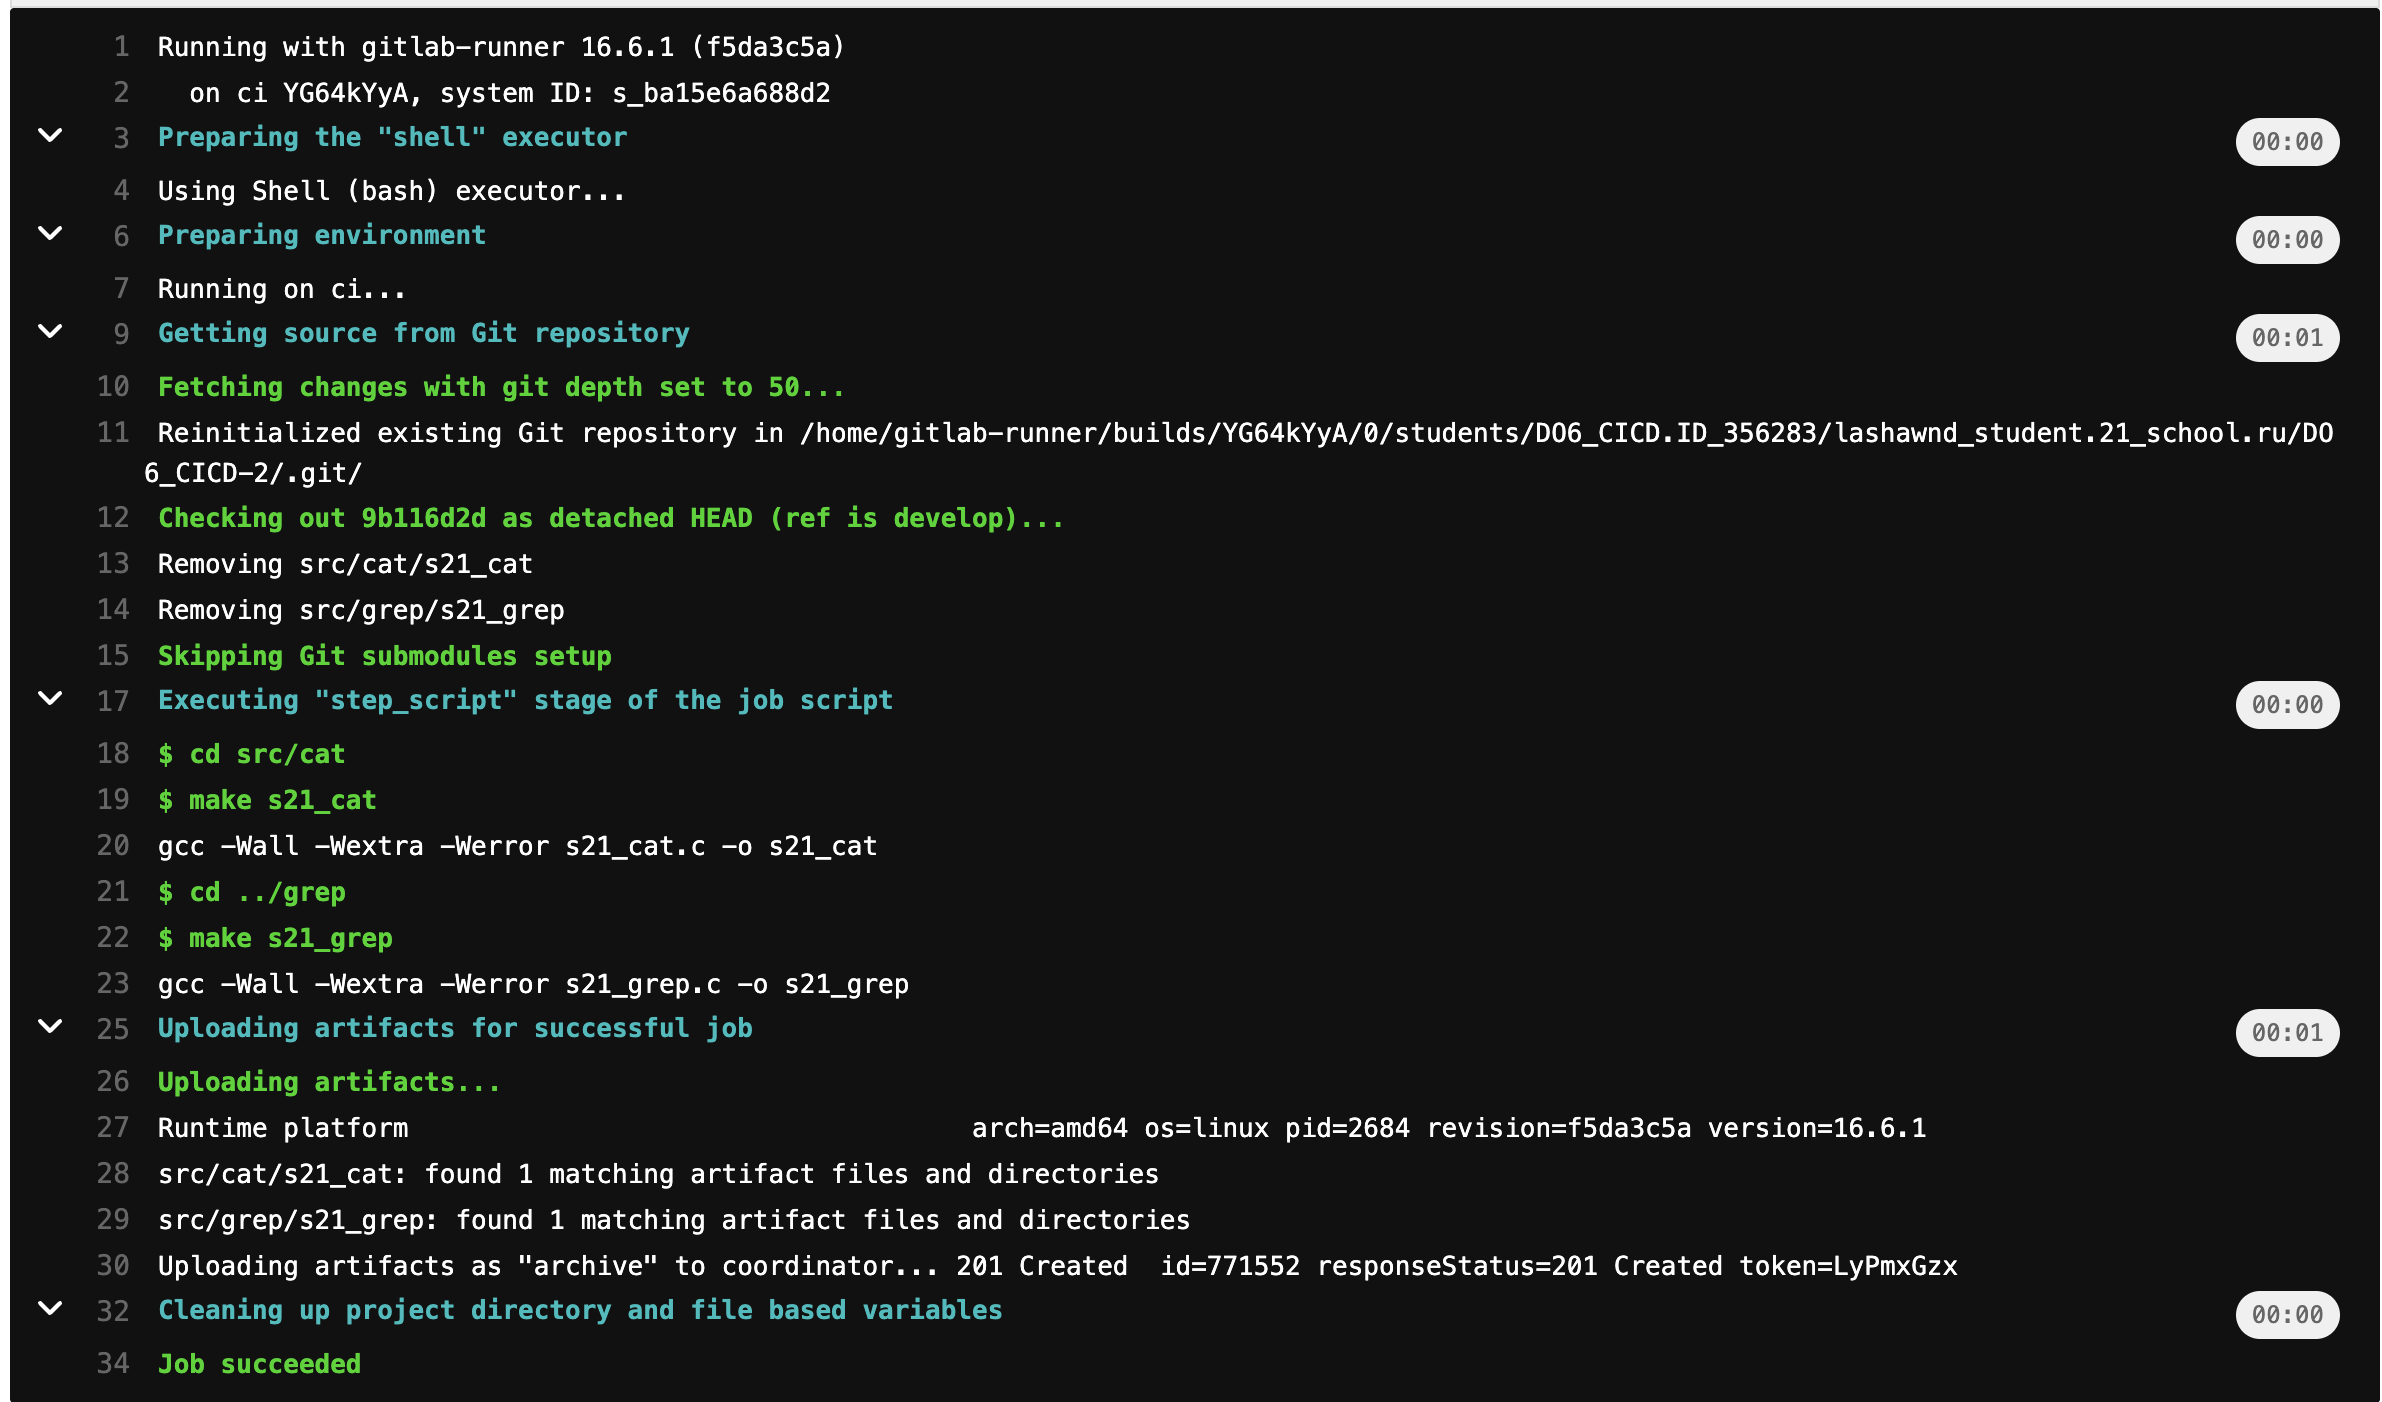 1 Running with gitlab-runner 16.6.1 (f5da3c5a)
2 on ci YG64kYyA, system ID: s_ba15e6a688d2
3 Preparing the "shell" executor 00:00
4 Using Shell (bash) executor...
6 Preparing environment 00:00
7 Running on ci...
9 Getting source from Git repository 00:01
10 Fetching changes with git depth set to 50...
11 Reinitialized existing Git repository in /home/gitlab-runner/builds/YG64kYyA/0/students/DO6_CICD.ID_356283/lashawnd_student.21_school.ru/DO
6_CICD-2/.git/
12 Checking out 9b116d2d as detached HEAD (ref is develop)...
13 Removing src/cat/s21_cat
14 Removing src/grep/s21_grep
15 Skipping Git submodules setup
17 Executing "step_script" stage of the job script 00:00
18 $ cd src/cat
19 $ make s21_cat
20 gcc -Wall -Wextra -Werror s21_cat.c -o s21_cat
21 $ cd ../grep
22 $ make s21_grep
23 gcc -Wall -Wextra -Werror s21_grep.c -o s21_grep
25 Uploading artifacts for successful job 00:01
26 Uploading artifacts...
27 Runtime platform arch=amd64 os=linux pid=2684 revision=f5da3c5a version=16.6.1
28 src/cat/s21_cat: found 1 matching artifact files and directories
29 src/grep/s21_grep: found 1 matching artifact files and directories
30 Uploading artifacts as "archive" to coordinator... 201 Created id=771552 responseStatus=201 Created token=LyPmxGzx
32 Cleaning up project directory and file based variables 00:00
34 Job succeeded